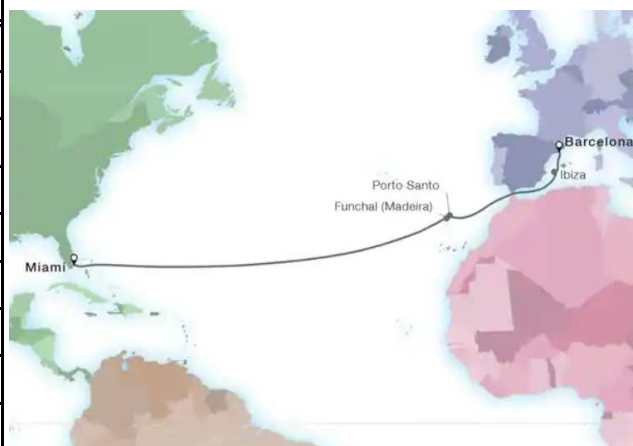 Barcelona
Ibiza
Porto Santo
Funchal (Madeira)
Miami